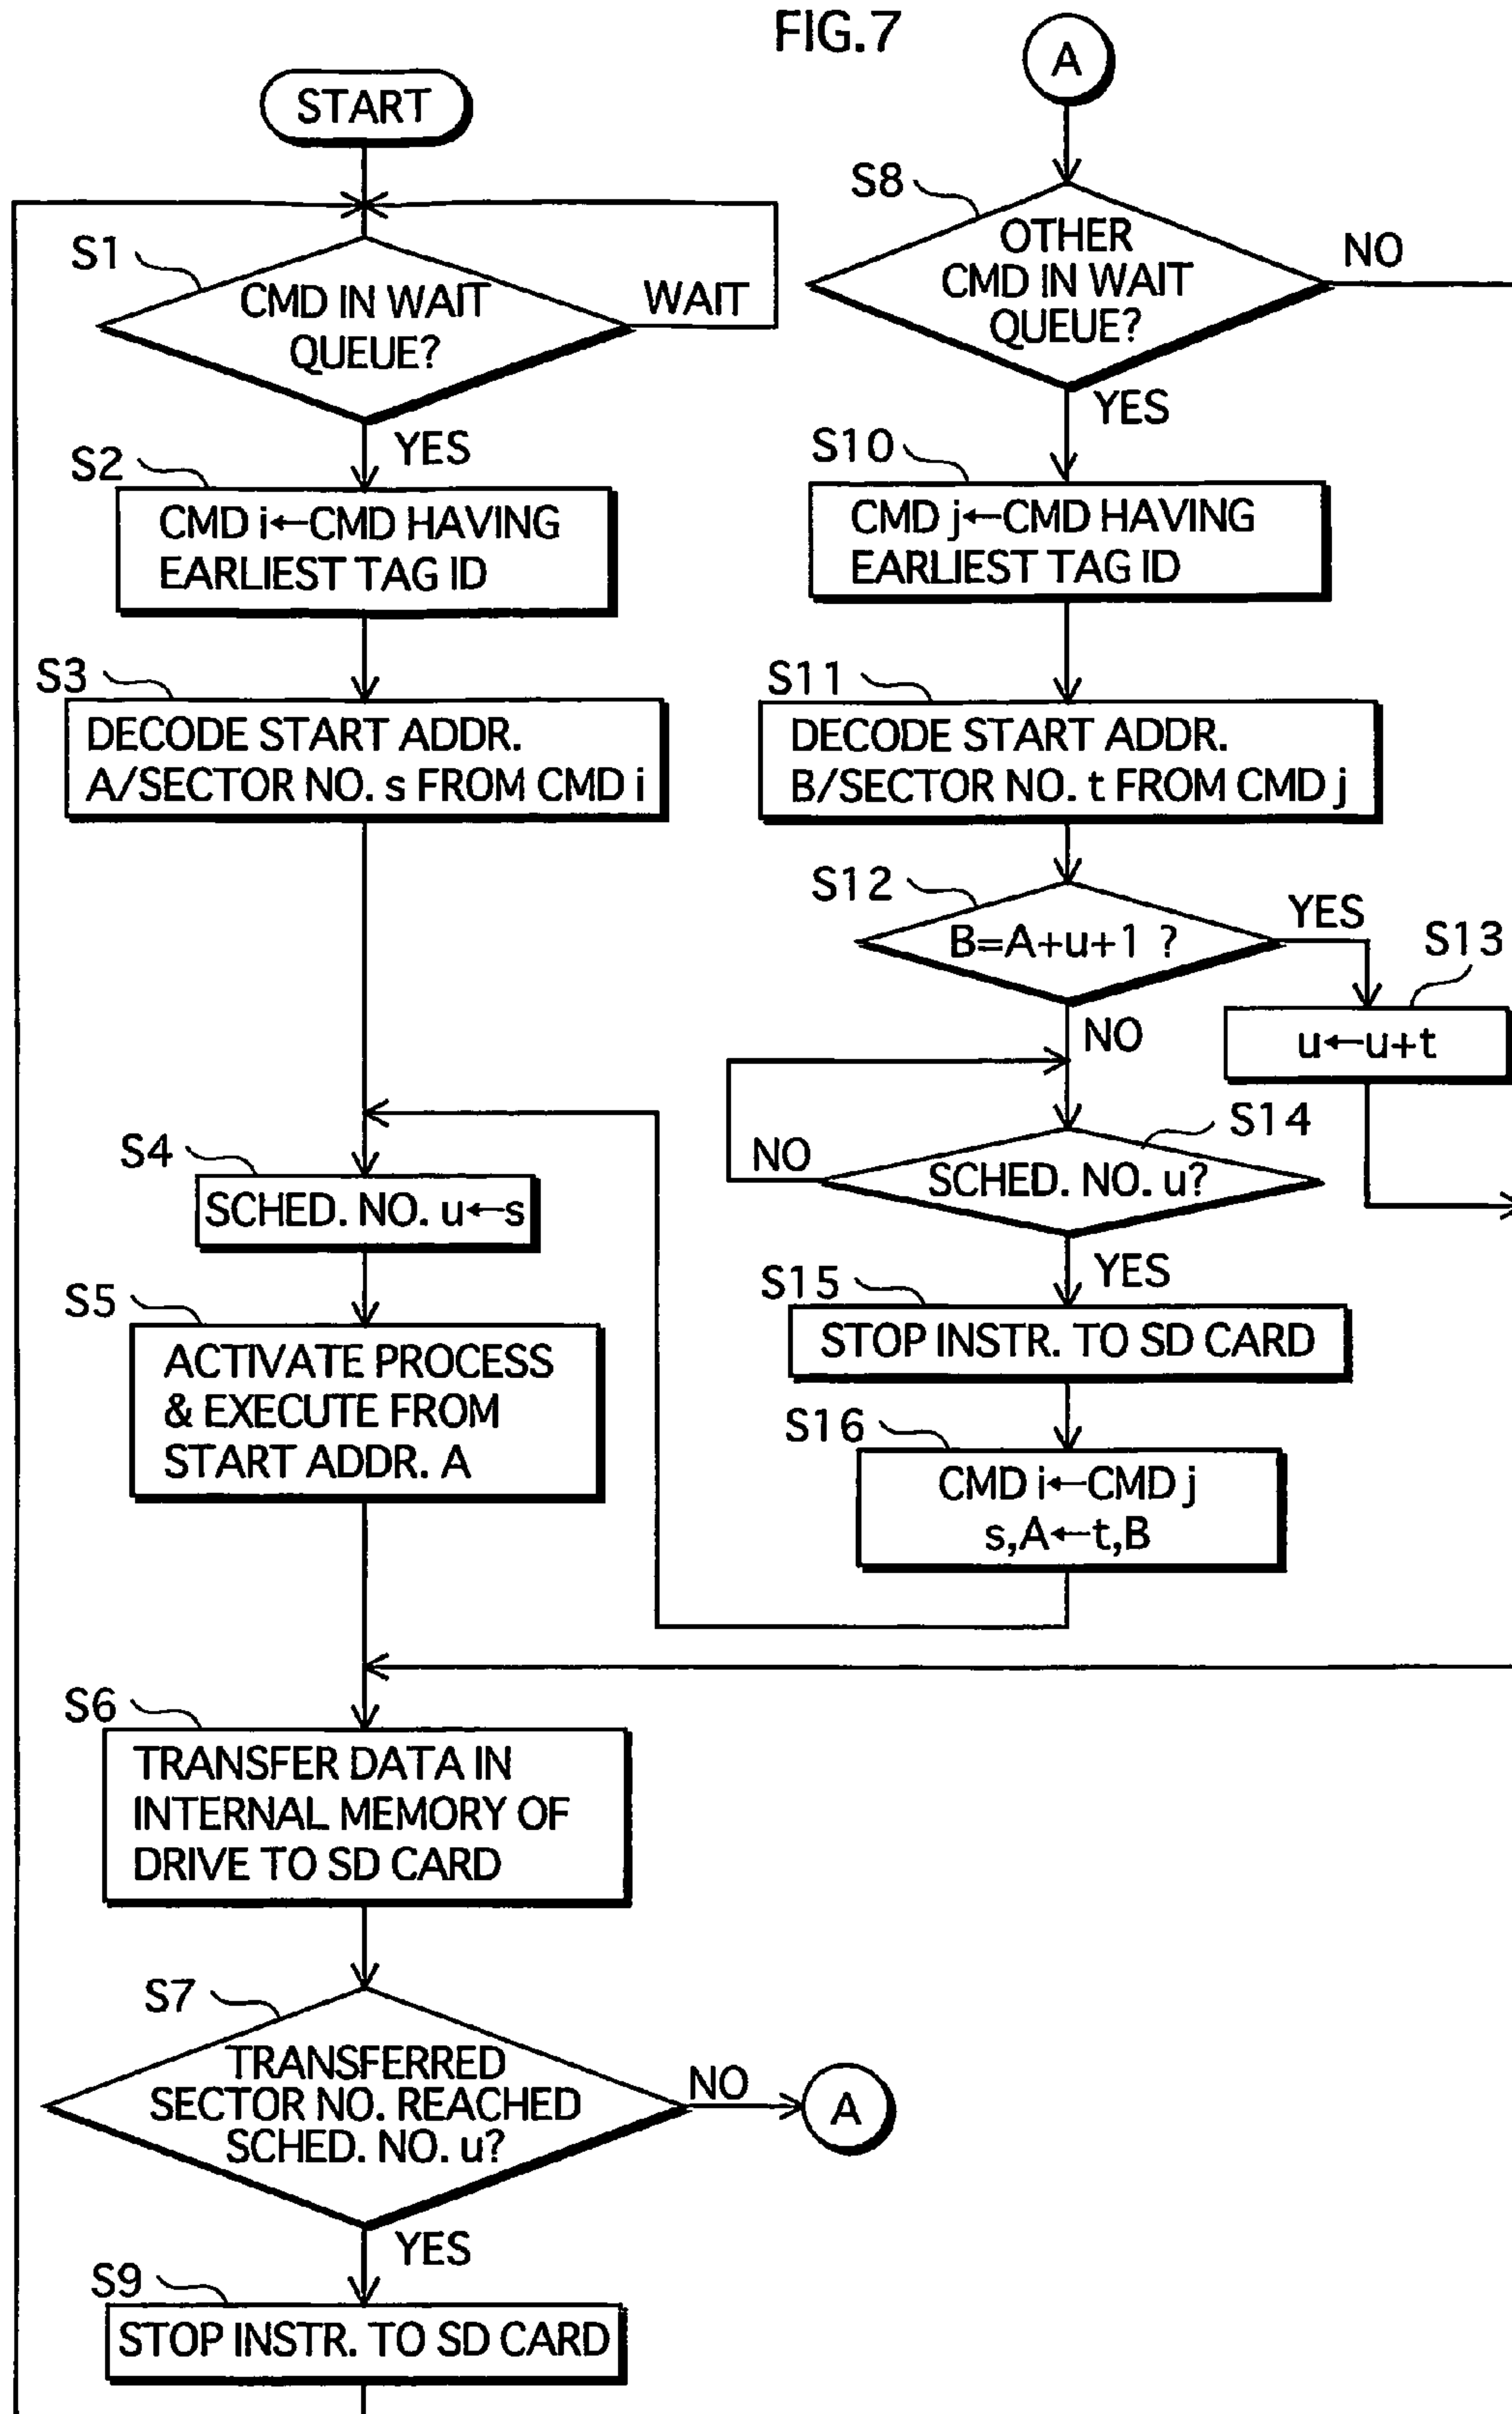 FIG.7
START
S1
CMD IN WAIT
QUEUE?
WAIT
YES
S2
CMD i←CMD HAVING
EARLIEST TAG ID
S3
DECODE START ADDR.
A/SECTOR NO. s FROM CMD i
S4
SCHED. NO. u←s
S5
ACTIVATE PROCESS
& EXECUTE FROM
START ADDR. A
S6
TRANSFER DATA IN
INTERNAL MEMORY OF
DRIVE TO SD CARD
S7
TRANSFERRED
SECTOR NO. REACHED
SCHED. NO. u?
NO
A
YES
S9
STOP INSTR. TO SD CARD
A
S8
OTHER
CMD IN WAIT
QUEUE?
NO
YES
S10
CMD j←CMD HAVING
EARLIEST TAG ID
S11
DECODE START ADDR.
B/SECTOR NO. t FROM CMD j
S12
B=A+u+1 ?
YES
S13
u←u+t
NO
S14
SCHED. NO. u?
NO
YES
S15
STOP INSTR. TO SD CARD
S16
CMD i←CMD j
s,A←t,B